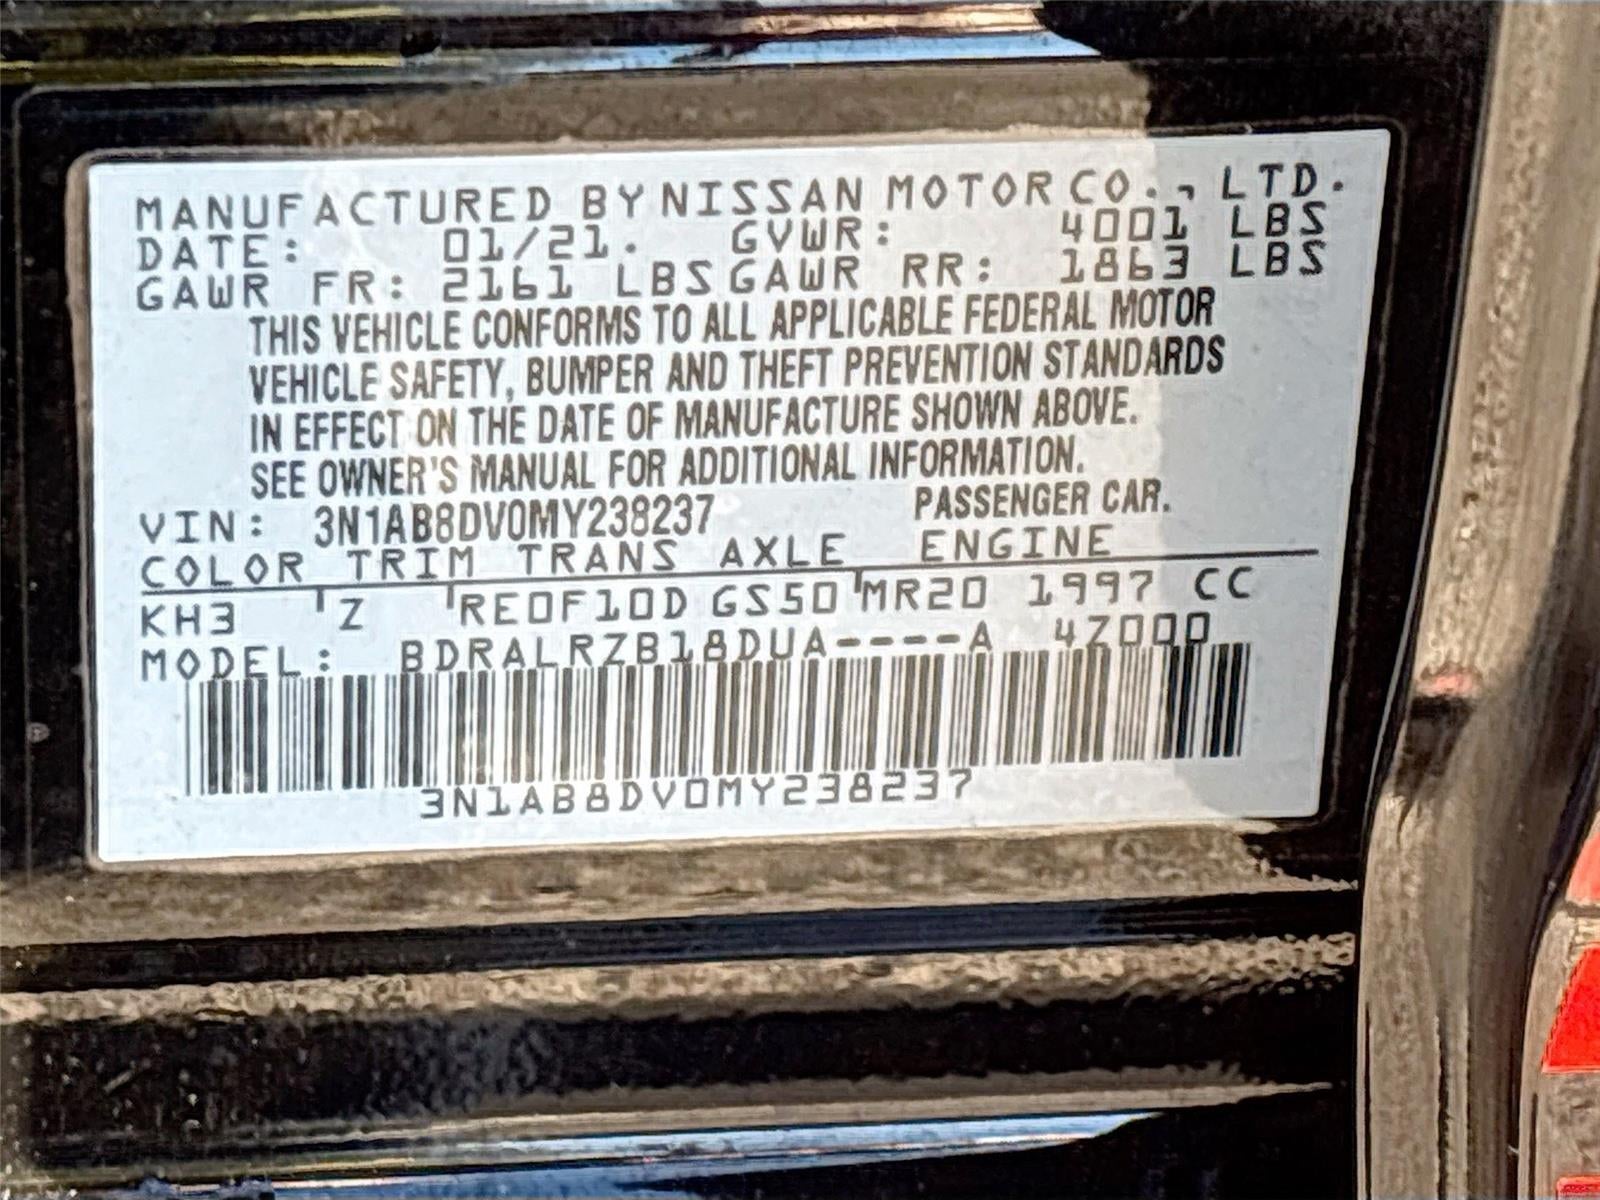 MANUFACTURED BY NISSAN MOTOR CO., LTD.
DATE: 01/21. GVWR: 4001 LBS
GAWR FR: 2161 LBS GAWR RR: 1863 LBS
THIS VEHICLE CONFORMS TO ALL APPLICABLE FEDERAL MOTOR
VEHICLE SAFETY, BUMPER AND THEFT PREVENTION STANDARDS
IN EFFECT ON THE DATE OF MANUFACTURE SHOWN ABOVE.
SEE OWNER'S MANUAL FOR ADDITIONAL INFORMATION.
VIN: 3N1AB8DV0MY238237 PASSENGER CAR.
COLOR TRIM TRANS AXLE ENGINE
KH3 Z RE0F10D GS50 MR20 1997 CC
MODEL: BDRALRZB18DUA----A 4Z000
3N1AB8DV0MY238237